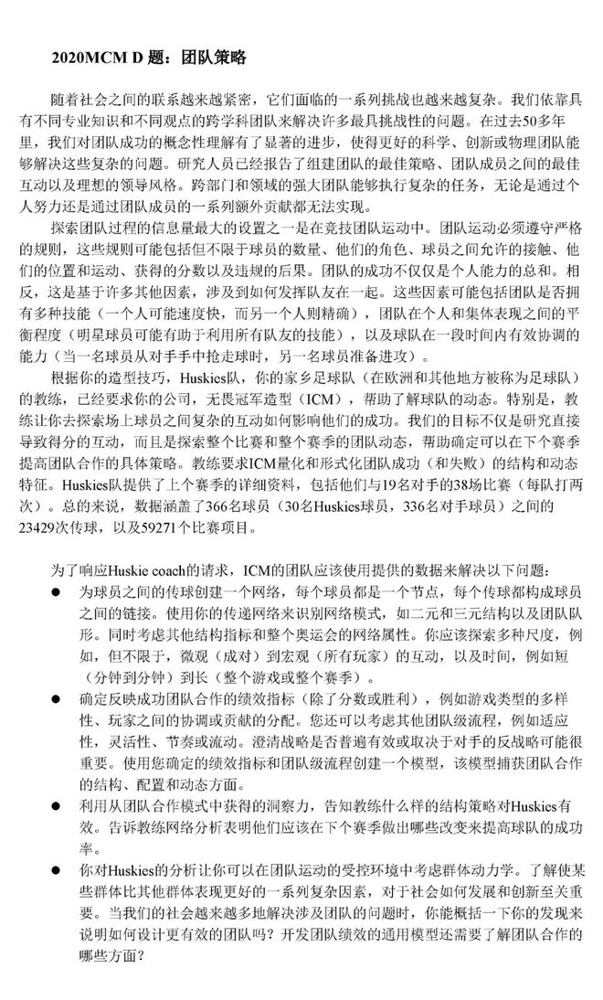 2020MCM D 题：团队策略
随着社会之间的联系越来越紧密，它们面临的一系列挑战也越来越复杂。我们依靠具
有不同专业知识和不同观点的跨学科团队来解决许多最具挑战性的问题。在过去50多年
里，我们对团队成功的概念性理解有了显著的进步，使得更好的科学、创新或物理团队能
够解决这些复杂的问题。研究人员已经报告了组建团队的最佳策略、团队成员之间的最佳
互动以及理想的领导风格。跨部门和领域的强大团队能够执行复杂的任务，无论是通过个
人努力还是通过团队成员的一系列额外贡献都无法实现。
探索团队过程的信息量最大的设置之一是在竞技团队运动中。团队运动必须遵守严格
的规则，这些规则可能包括但不限于球员的数量、他们的角色、球员之间允许的接触、他
们的位置和运动、获得的分数以及违规的后果。团队的成功不仅仅是个人能力的总和。相
反，这是基于许多其他因素，涉及到如何发挥队友在一起。这些因素可能包括团队是否拥
有多种技能（一个人可能速度快，而另一个人则精确），团队在个人和集体表现之间的平
衡程度（明星球员可能有助于利用所有队友的技能），以及球队在一段时间内有效协调的
能力（当一名球员从对手手中抢走球时，另一名球员准备进攻）。
根据你的造型技巧，Huskies队，你的家乡足球队（在欧洲和其他地方被称为足球队）
的教练，已经要求你的公司，无畏冠军造型（ICM），帮助了解球队的动态。特别是，教
练让你去探索场上球员之间复杂的互动如何影响他们的成功。我们的目标不仅是研究直接
导致得分的互动，而且是探索整个比赛和整个赛季的团队动态，帮助确定可以在下个赛季
提高团队合作的具体策略。教练要求ICM量化和形式化团队成功（和失败）的结构和动态
特征。Huskies队提供了上个赛季的详细资料，包括他们与19名对手的38场比赛（每队打两
次）。总的来说，数据涵盖了366名球员（30名Huskies球员，336名对手球员）之间的
23429次传球，以及59271个比赛项目。
为了响应Huskie coach的请求，ICM的团队应该使用提供的数据来解决以下问题：
● 为球员之间的传球创建一个网络，每个球员都是一个节点，每个传球都构成球员
之间的链接。使用你的传递网络来识别网络模式，如二元和三元结构以及团队队
形。同时考虑其他结构指标和整个奥运会的网络属性。你应该探索多种尺度，例
如，但不限于，微观（成对）到宏观（所有玩家）的互动，以及时间，例如短
（分钟到分钟）到长（整个游戏或整个赛季）。
● 确定反映成功团队合作的绩效指标（除了分数或胜利），例如游戏类型的多样
性、玩家之间的协调或贡献的分配。您还可以考虑其他团队级流程，例如适应
性，灵活性、节奏或流动。澄清战略是否普遍有效或取决于对手的反战略可能很
重要。使用您确定的绩效指标和团队级流程创建一个模型，该模型捕获团队合作
的结构、配置和动态方面。
● 利用从团队合作模式中获得的洞察力，告知教练什么样的结构策略对Huskies有
效。告诉教练网络分析表明他们应该在下个赛季做出哪些改变来提高球队的成功
率。
● 你对Huskies的分析让你可以在团队运动的受控环境中考虑群体动力学。了解使某
些群体比其他群体表现更好的一系列复杂因素，对于社会如何发展和创新至关重
要。当我们的社会越来越多地解决涉及团队的问题时，你能概括一下你的发现来
说明如何设计更有效的团队吗？开发团队绩效的通用模型还需要了解团队合作的
哪些方面？